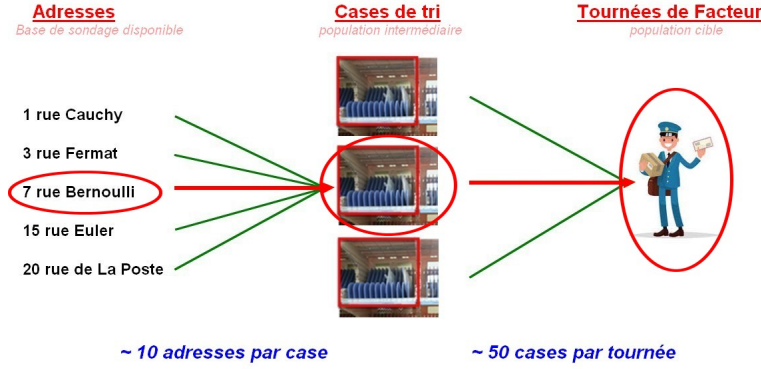 Adresses
Base de sondage disponible
Cases de tri
population intermédiaire
Tournées de Facteur
population cible
1 rue Cauchy
3 rue Fermat
7 rue Bernoulli
15 rue Euler
20 rue de La Poste
~ 10 adresses par case
~ 50 cases par tournée